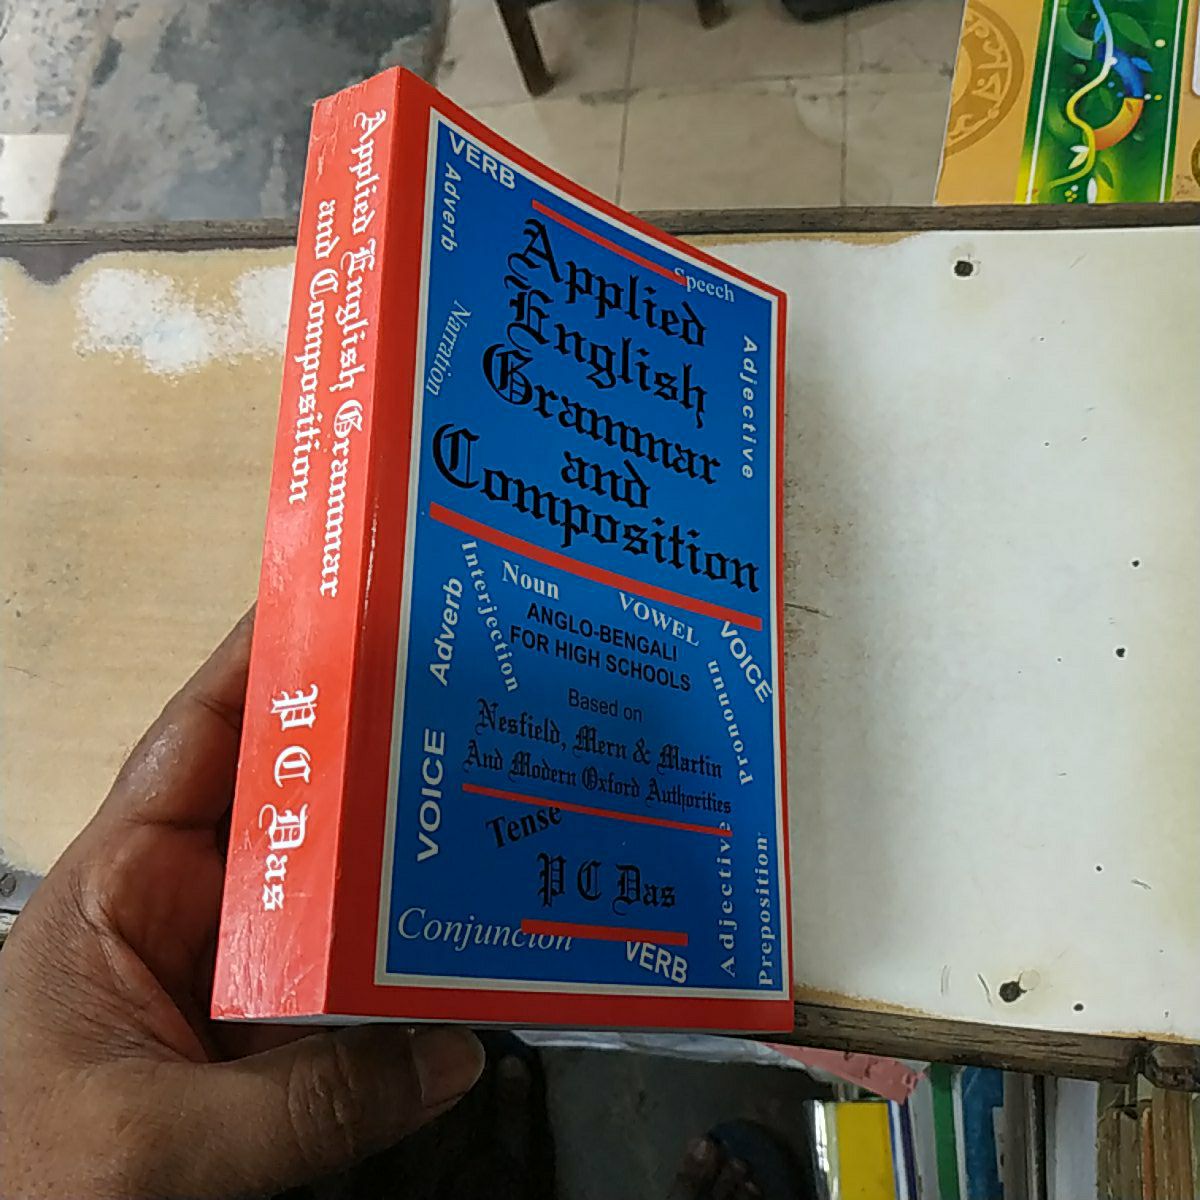 Applied English Grammar
and Composition
P C Das
VERB
Adverb
Speech
Narration
Adjective
Applied
English
Grammar
and
Composition
Noun
VOWEL
VOICE
Interjection
Adverb
ANGLO-BENGALI
FOR HIGH SCHOOLS
pronoun
Based on
Nesfield, Mern & Martin
And Modern Oxford Authorities
VOICE
Tense
P C Das
Adjective
Preposition
Conjuncion
VERB